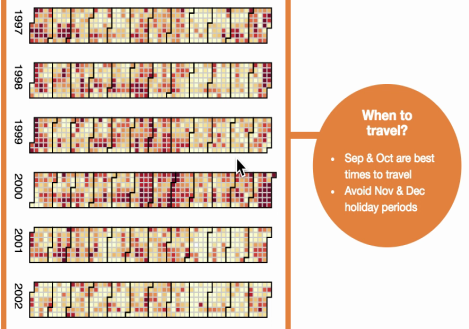 1997
1998
1999
2000
2001
2002
When to
travel?
• Sep & Oct are best
times to travel
• Avoid Nov & Dec
holiday periods